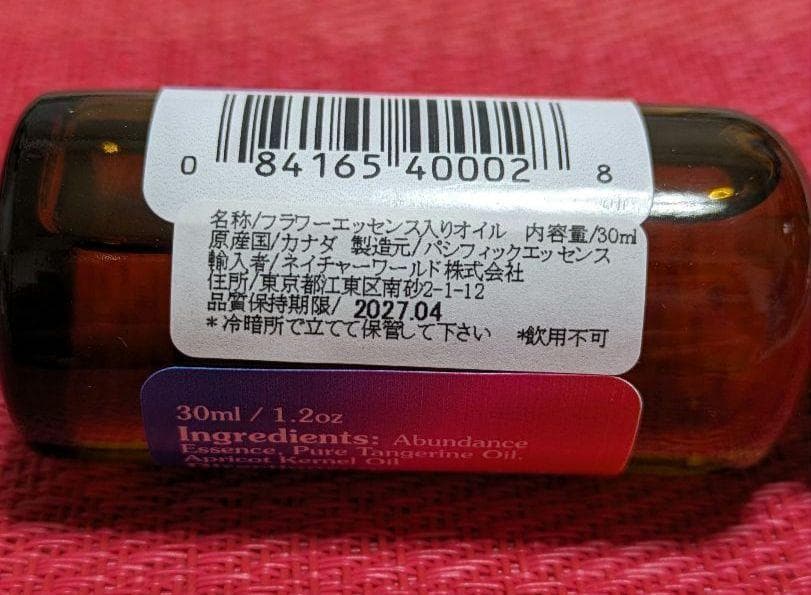 0 84165 40002 8
名称/フラワーエッセンス入りオイル 内容量/30ml
原産国/カナダ 製造元/パシフィックエッセンス
輸入者/ネイチャーワールド株式会社
住所/東京都江東区南砂2-1-12
品質保持期限/ 2027.04
*冷暗所で立てて保管して下さい *飲用不可
30ml / 1.2oz
Ingredients: Abundance
Essence, Pure Tangerine Oil,
Apricot Kernel Oil